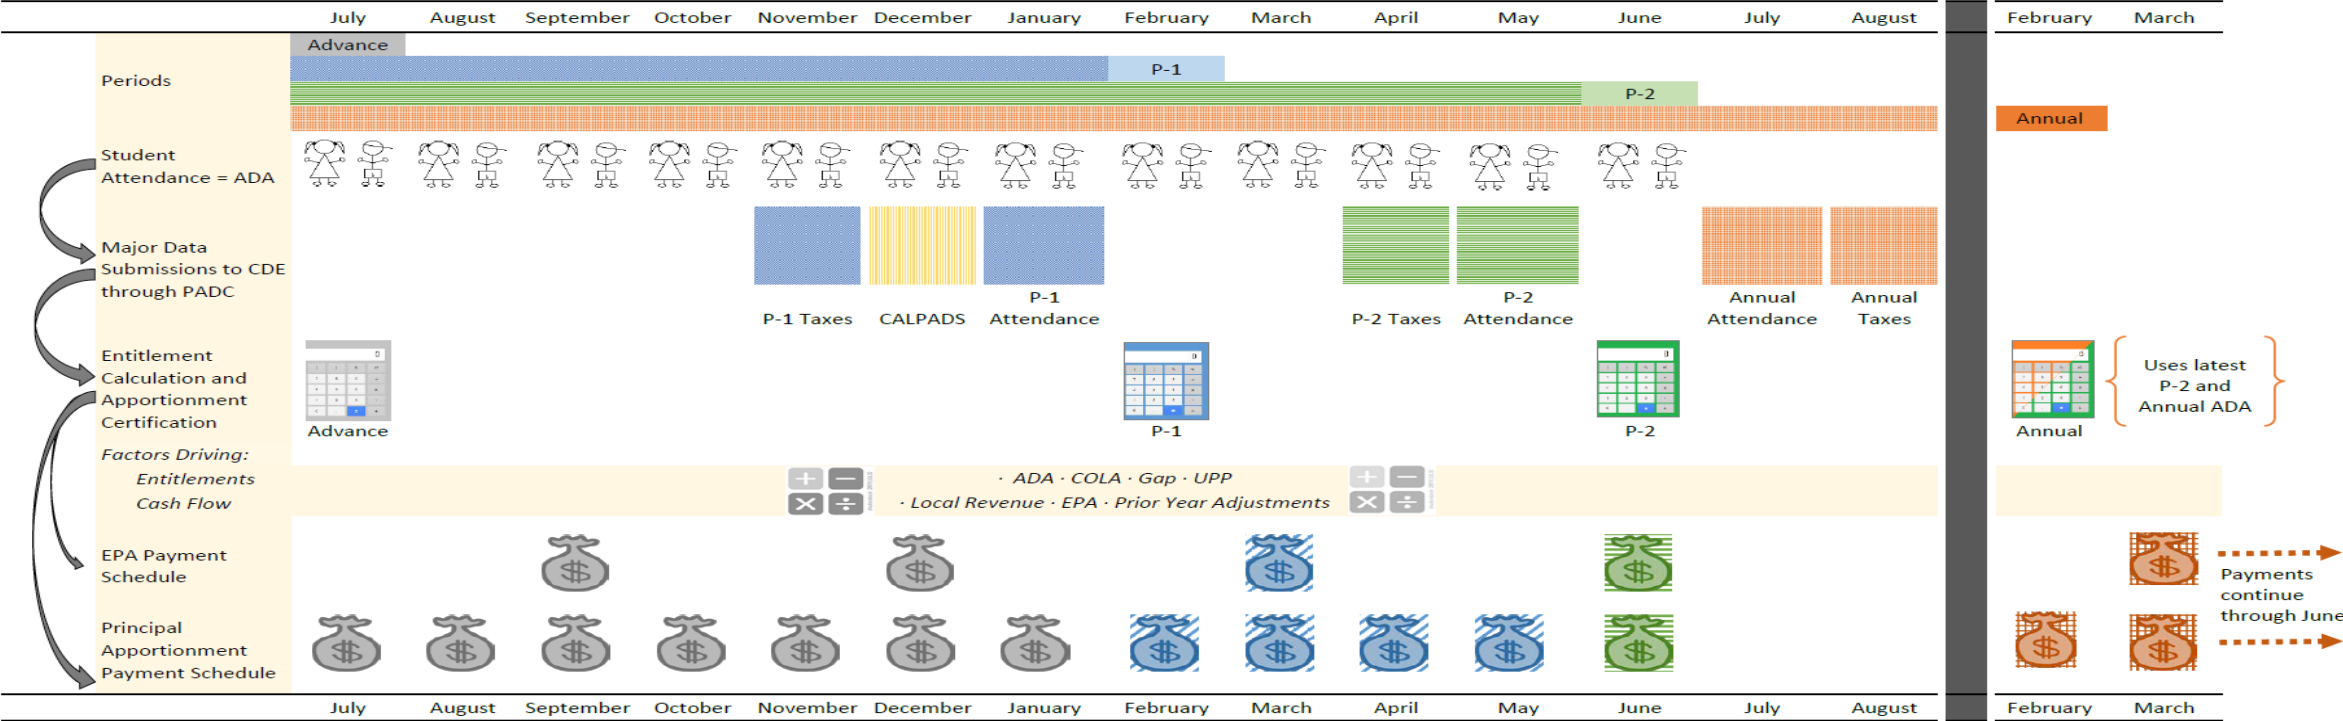 July August September October November December January February March April May June July August February March
Advance
Periods
P-1
P-2
Annual
Student
Attendance = ADA
Major Data
Submissions to CDE
through PADC
P-1 Taxes
CALPADS
P-1
Attendance
P-2 Taxes
P-2
Attendance
Annual
Attendance
Annual
Taxes
Entitlement
Calculation and
Apportionment
Certification
Advance
P-1
P-2
Annual
Uses latest
P-2 and
Annual ADA
Factors Driving:
Entitlements
· ADA · COLA · Gap · UPP
Cash Flow
· Local Revenue · EPA · Prior Year Adjustments
EPA Payment
Schedule
Payments
continue
through June
Principal
Apportionment
Payment Schedule
July August September October November December January February March April May June July August February March